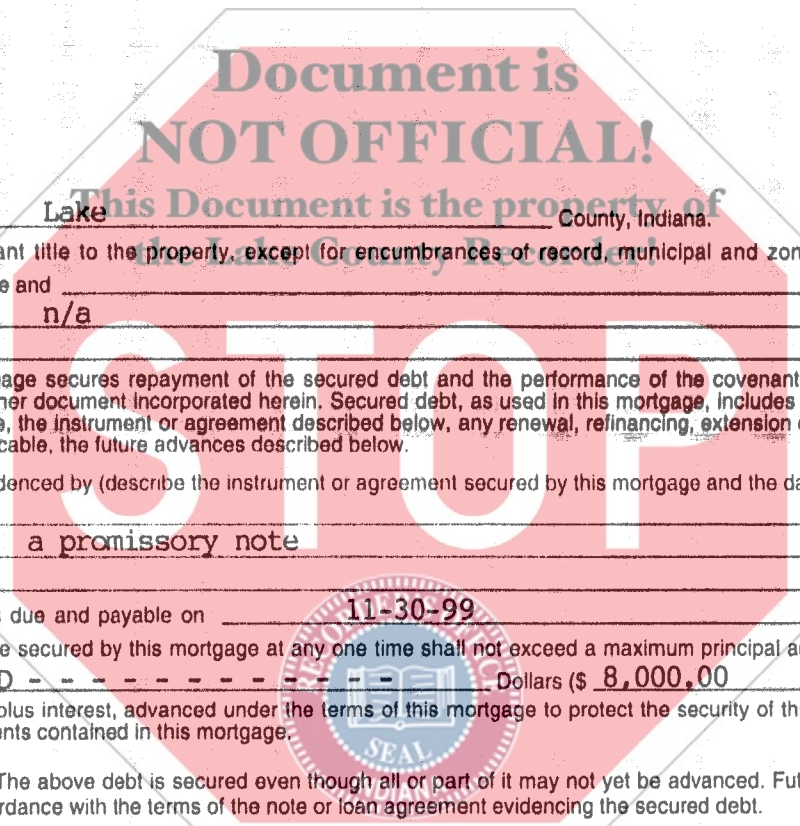 Document is
NOT OFFICIAL!
This Document is the property of
the Lake County Recorder!
STOP
Lake County, Indiana.
ant title to the property, except for encumbrances of record, municipal and zon
e and
n/a
age secures repayment of the secured debt and the performance of the covenant
her document incorporated herein. Secured debt, as used in this mortgage, includes
e, the instrument or agreement described below, any renewal, refinancing, extension
cable, the future advances described below.
denced by (describe the instrument or agreement secured by this mortgage and the da
a promissory note
s due and payable on 11-30-99
e secured by this mortgage at any one time shall not exceed a maximum principal a
D - - - - - - - - - - - - - Dollars ($ 8,000.00
plus interest, advanced under the terms of this mortgage to protect the security of th
ents contained in this mortgage.
SEAL
INDIANA
The above debt is secured even though all or part of it may not yet be advanced. Fut
rdance with the terms of the note or loan agreement evidencing the secured debt.